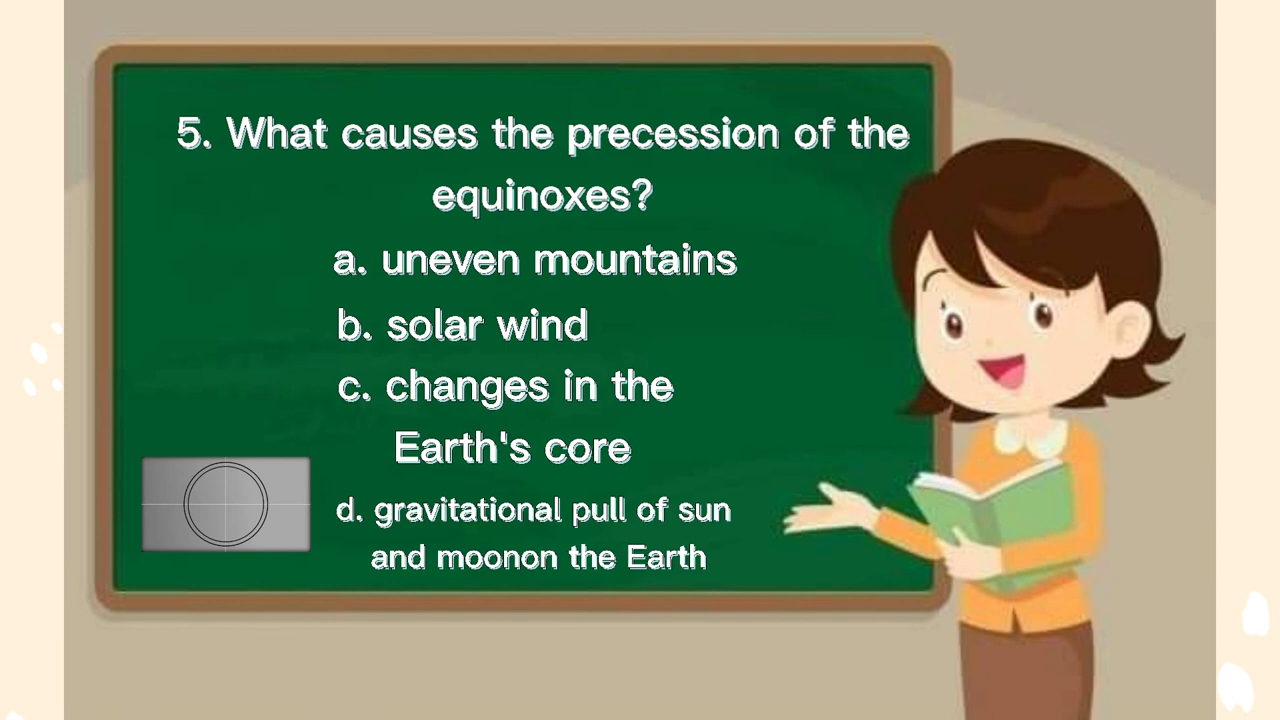 5. What causes the precession of the
equinoxes?
a. uneven mountains
b. solar wind
c. changes in the
Earth's core
d. gravitational pull of sun
and moonon the Earth